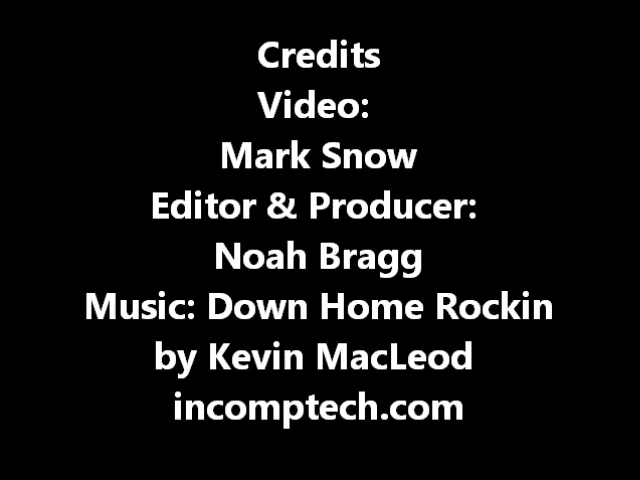 Credits
Video:
Mark Snow
Editor & Producer:
Noah Bragg
Music: Down Home Rockin
by Kevin MacLeod
incomptech.com